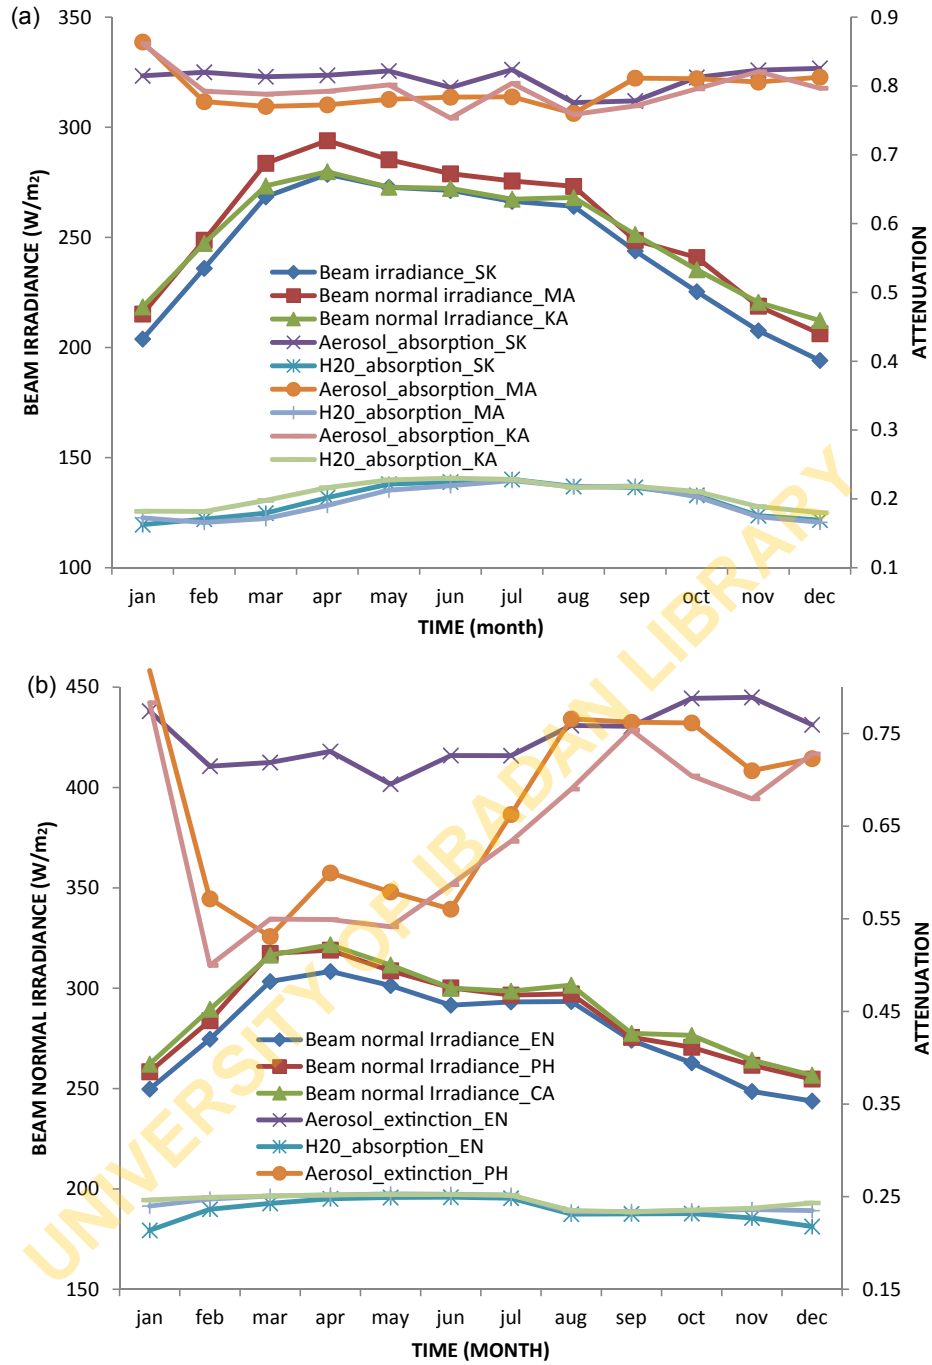 (a)
350
300
250
200
150
100
BEAM IRRADIANCE (W/m2)
0.9
0.8
0.7
0.6
0.5
0.4
0.3
0.2
0.1
ATTENUATION
Beam irradiance_SK
Beam normal irradiance_MA
Beam normal Irradiance_KA
Aerosol_absorption_SK
H20_absorption_SK
Aerosol_absorption_MA
H20_absorption_MA
Aerosol_absorption_KA
H20_absorption_KA
jan feb mar apr may jun jul aug sep oct nov dec
TIME (month)
(b)
450
400
350
300
250
200
150
BEAM NORMAL IRRADIANCE (W/m2)
0.75
0.65
0.55
0.45
0.35
0.25
0.15
ATTENUATION
Beam normal Irradiance_EN
Beam normal Irradiance_PH
Beam normal Irradiance_CA
Aerosol_extinction_EN
H20_absorption_EN
Aerosol_extinction_PH
jan feb mar apr may jun jul aug sep oct nov dec
TIME (MONTH)
UNIVERSITY OF IBADAN LIBRARY